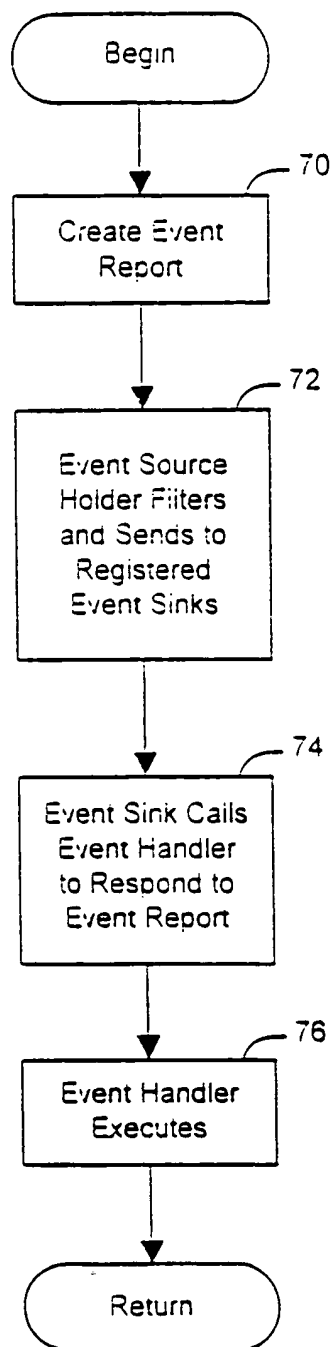 Begin
70
Create Event
Report
72
Event Source
Holder Filters
and Sends to
Registered
Event Sinks
74
Event Sink Calls
Event Handler
to Respond to
Event Report
76
Event Handler
Executes
Return